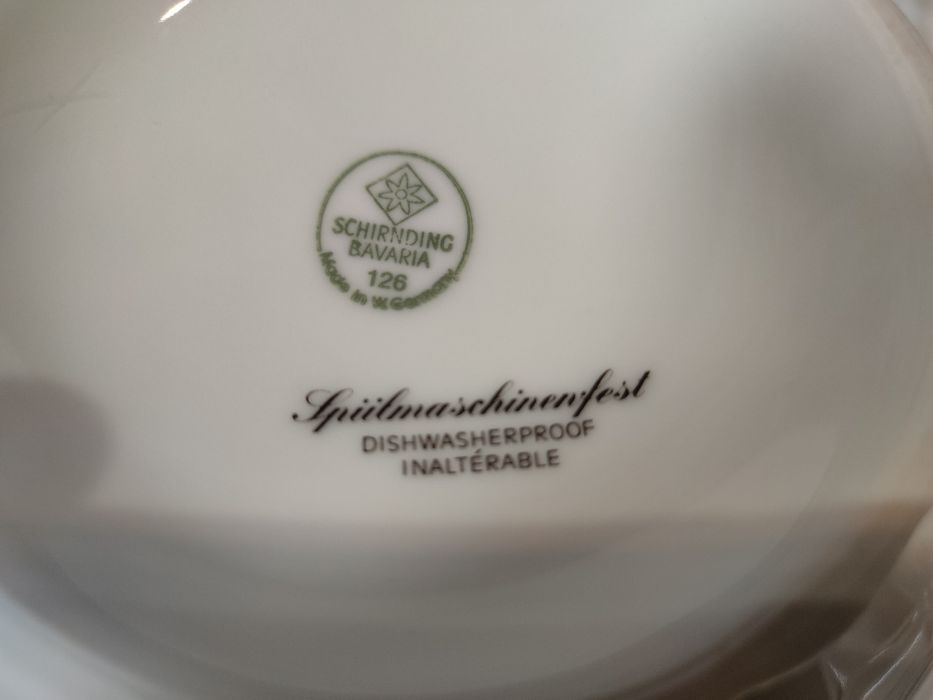 SCHIRNDING
BAVARIA
126
Made in W. Germany
Spülmaschinenfest
DISHWASHERPROOF
INALTÉRABLE